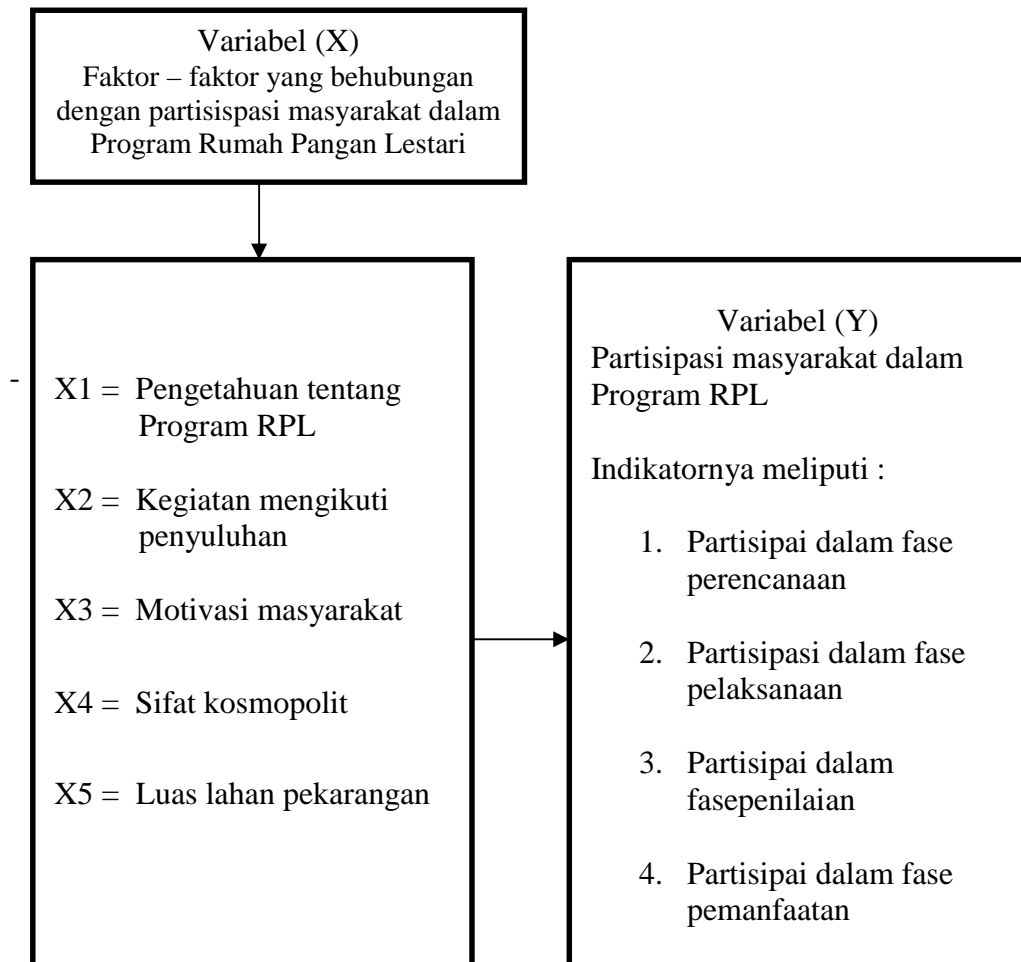 Variabel (X)
Faktor – faktor yang behubungan
dengan partisispasi masyarakat dalam
Program Rumah Pangan Lestari
-
X1 = Pengetahuan tentang
Program RPL
X2 = Kegiatan mengikuti
penyuluhan
X3 = Motivasi masyarakat
X4 = Sifat kosmopolit
X5 = Luas lahan pekarangan
Variabel (Y)
Partisipasi masyarakat dalam
Program RPL
Indikatornya meliputi :
1. Partisipai dalam fase
perencanaan
2. Partisipasi dalam fase
pelaksanaan
3. Partisipai dalam
fasepenilaian
4. Partisipai dalam fase
pemanfaatan